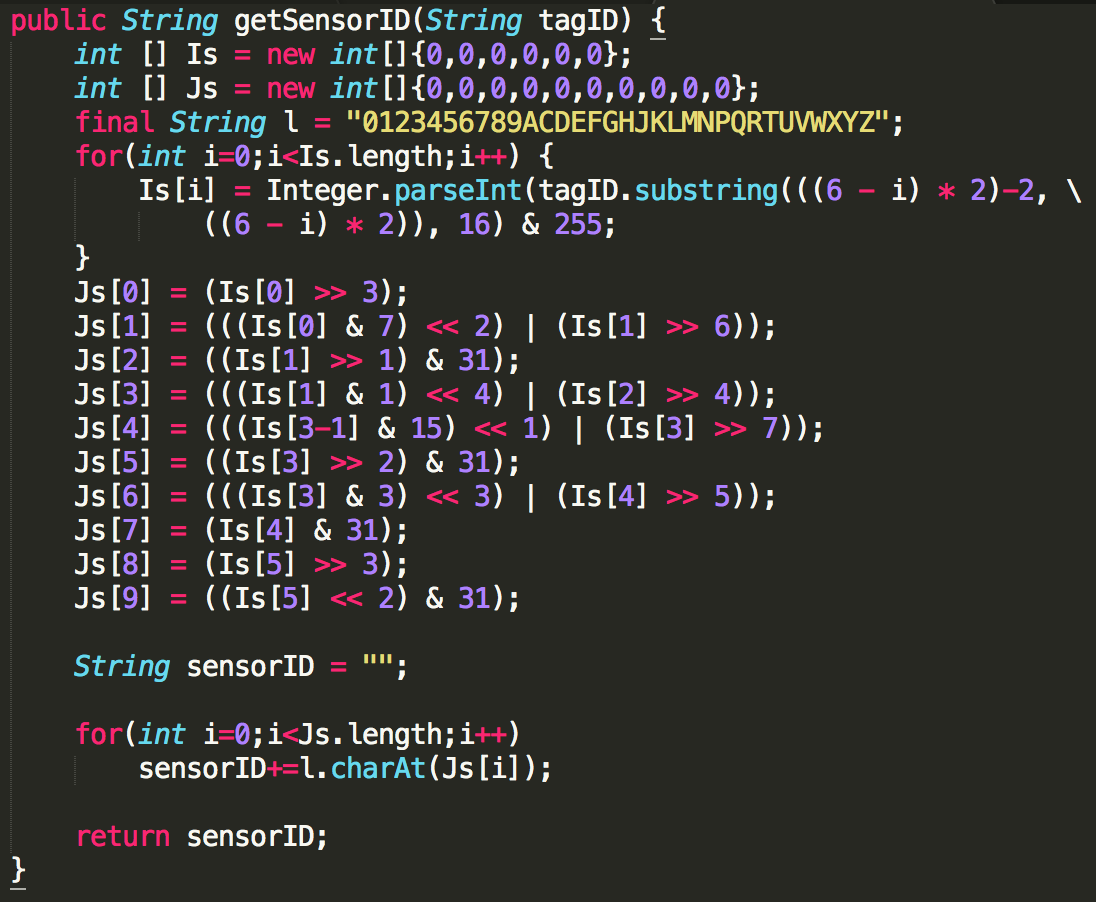 public String getSensorID(String tagID) {
    int [] Is = new int[]{0,0,0,0,0,0};
    int [] Js = new int[]{0,0,0,0,0,0,0,0,0,0};
    final String l = "0123456789ACDEFGHJKLMNPQRTUVWXYZ";
    for(int i=0;i<Is.length;i++) {
        Is[i] = Integer.parseInt(tagID.substring(((6 - i) * 2)-2, \
            ((6 - i) * 2)), 16) & 255;
    }
    Js[0] = (Is[0] >> 3);
    Js[1] = (((Is[0] & 7) << 2) | (Is[1] >> 6));
    Js[2] = ((Is[1] >> 1) & 31);
    Js[3] = (((Is[1] & 1) << 4) | (Is[2] >> 4));
    Js[4] = (((Is[3-1] & 15) << 1) | (Is[3] >> 7));
    Js[5] = ((Is[3] >> 2) & 31);
    Js[6] = (((Is[3] & 3) << 3) | (Is[4] >> 5));
    Js[7] = (Is[4] & 31);
    Js[8] = (Is[5] >> 3);
    Js[9] = ((Is[5] << 2) & 31);
    String sensorID = "";
    for(int i=0;i<Js.length;i++)
        sensorID+=l.charAt(Js[i]);
    return sensorID;
}